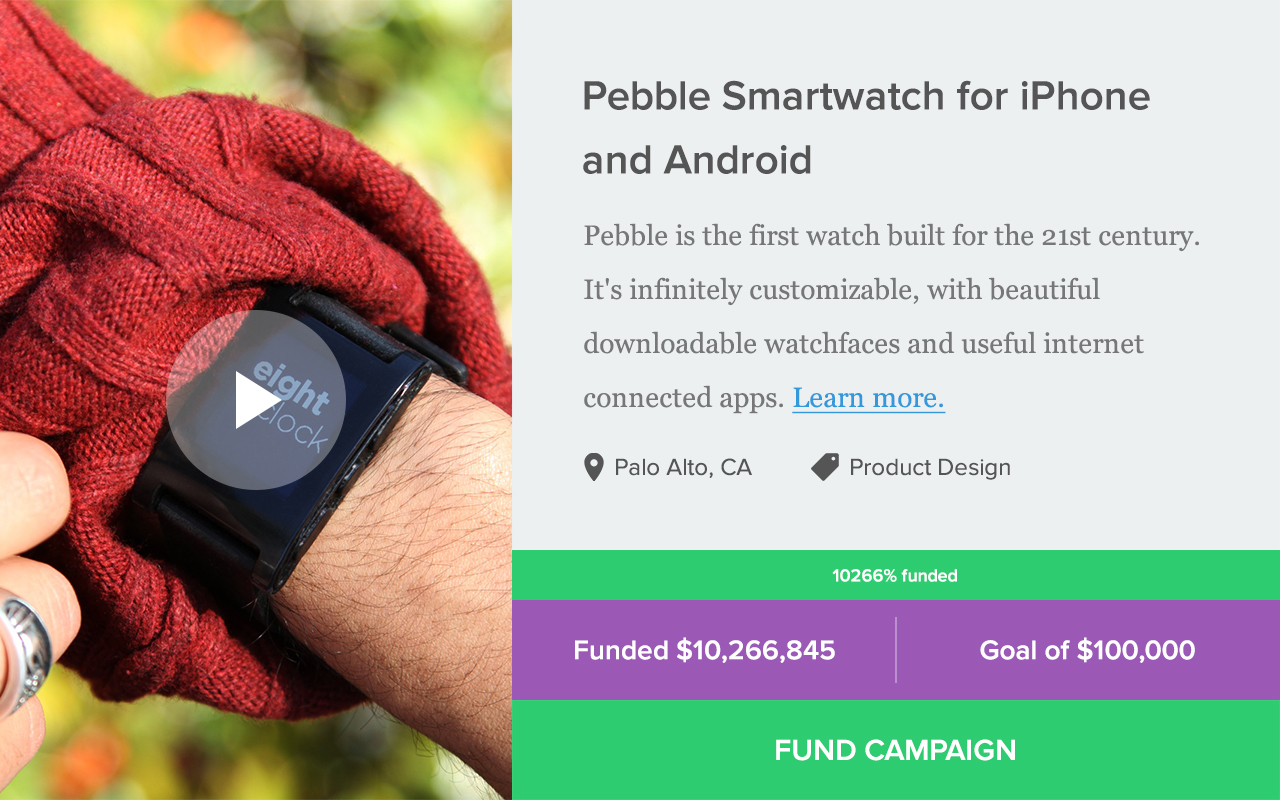 eight
clock
Pebble Smartwatch for iPhone
and Android
Pebble is the first watch built for the 21st century.
It's infinitely customizable, with beautiful
downloadable watchfaces and useful internet
connected apps. Learn more.
Palo Alto, CA
Product Design
10266% funded
Funded $10,266,845
Goal of $100,000
FUND CAMPAIGN